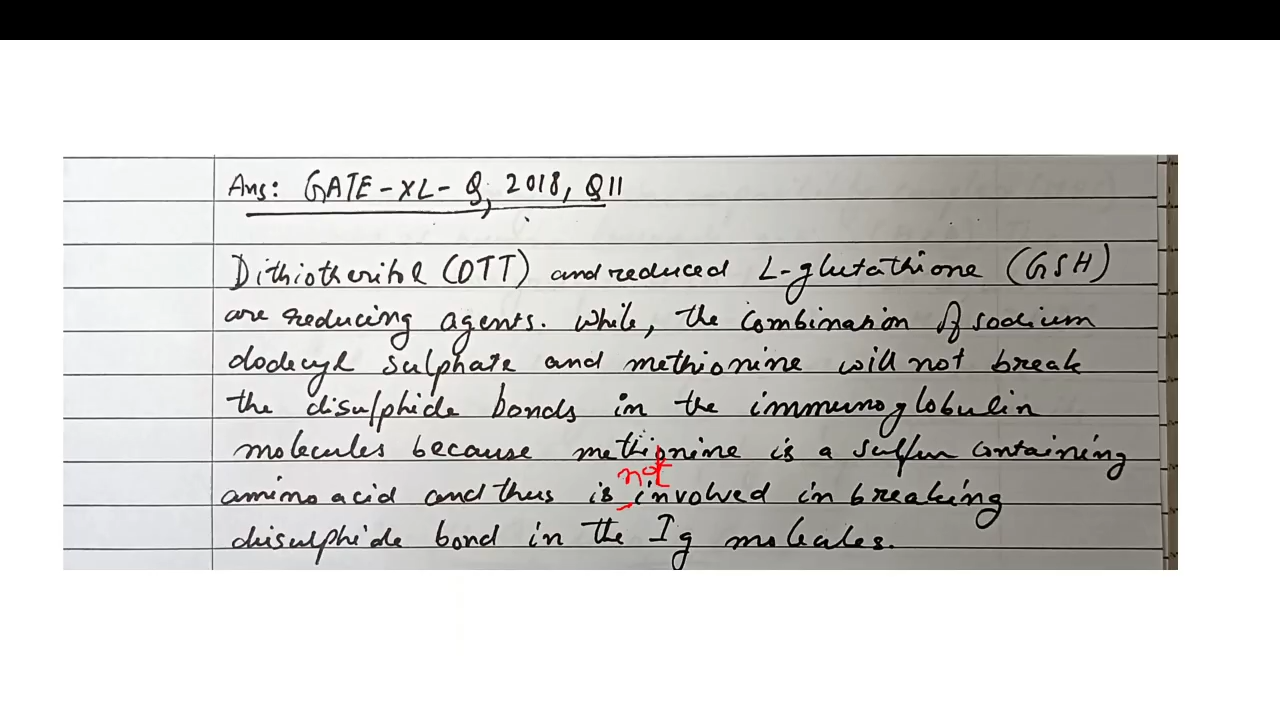 Ans: GATE-XL-Q, 2018, Q11
Dithiotheritol (DTT) and reduced L-glutathione (GSH)
are reducing agents. While, the combination of sodium
dodecyl sulphate and methionine will not break
the disulphide bonds in the immunoglobulin
molecules because methionine is a sulfur containing
not
amino acid and thus is involved in breaking
disulphide bond in the Ig molecules.